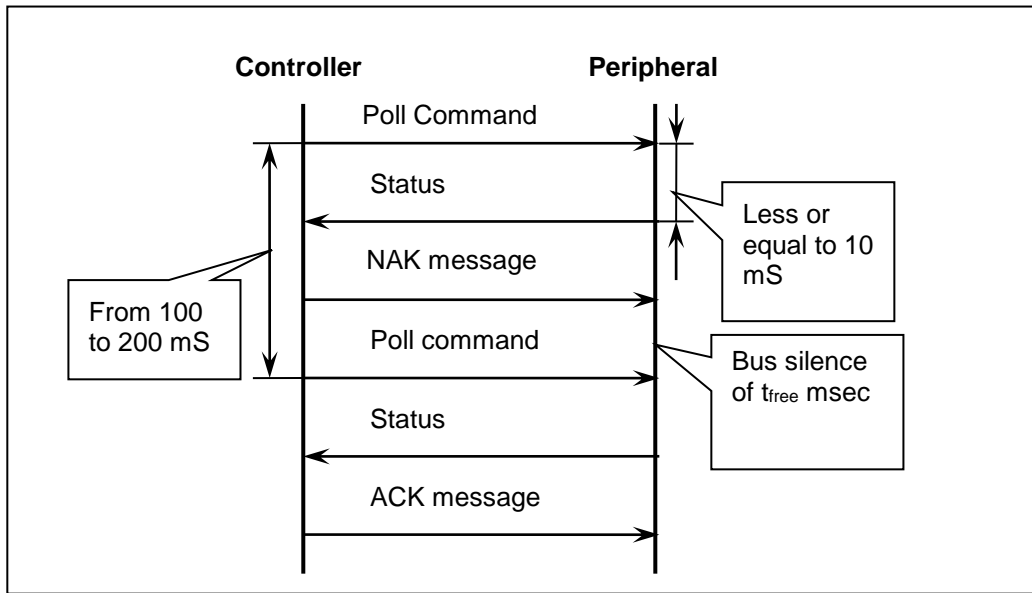 Controller
Peripheral
Poll Command
Status
Less or
equal to 10
mS
NAK message
From 100
to 200 mS
Poll command
Bus silence
of tfree msec
Status
ACK message